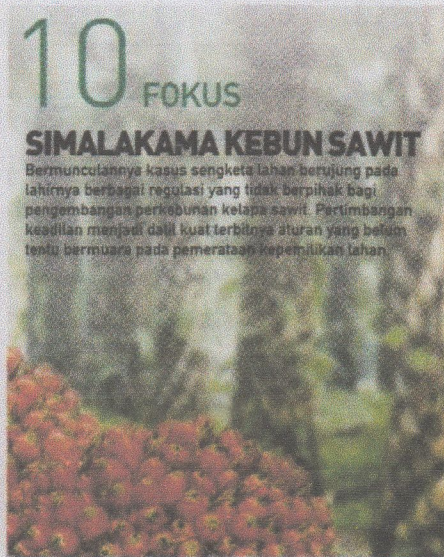 10 FOKUS
SIMALAKAMA KEBUN SAWIT
Bermunculannya kasus sengketa lahan berujung pada
lahirnya berbagai regulasi yang tidak berpihak bagi
pengembangan perkebunan kelapa sawit. Pertimbangan
keadilan menjadi dalil kuat terbitnya aturan yang belum
tentu bermuara pada pemerataan kepemilikan lahan.